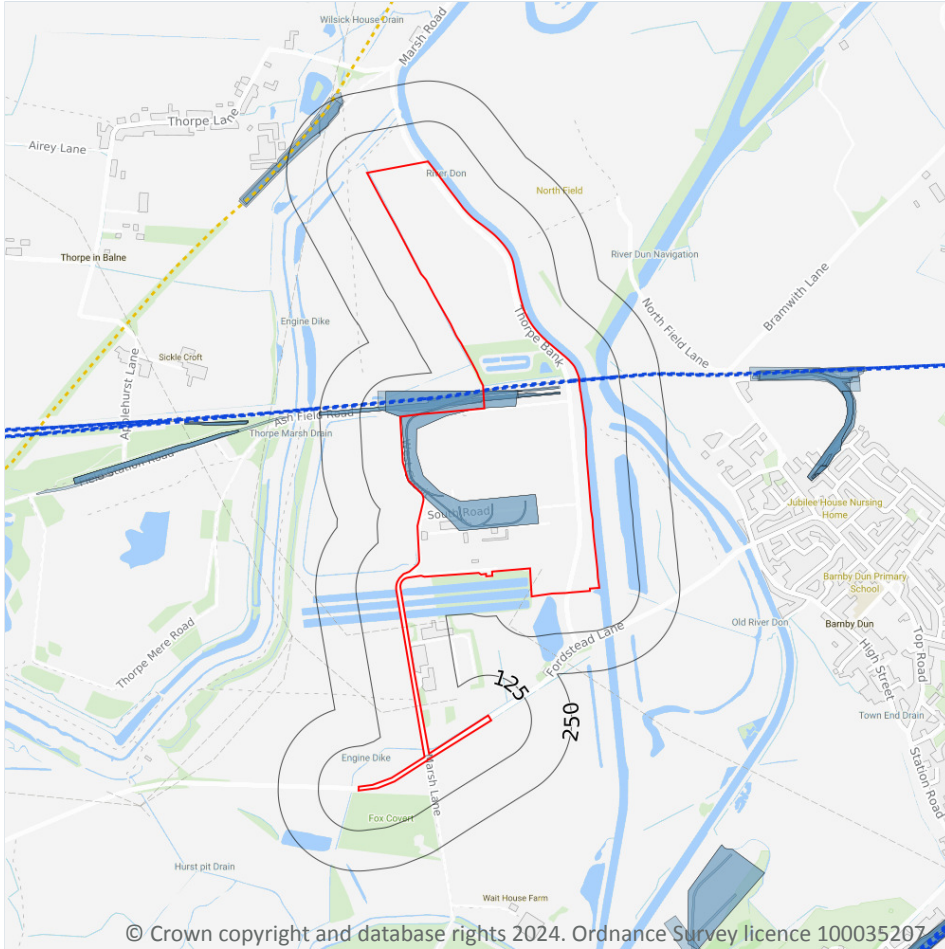 Wilsick House Drain
Marsh Road
Thorpe Lane
Airey Lane
River Don
North Field
Thorpe in Balne
River Dun Navigation
Bramwith Lane
Engine Dike
North Field Lane
Thorpe Bank
Sickle Croft
Applehurst Lane
Ash Field Road
Thorpe Marsh Drain
Station Road
South Road
Jubilee House Nursing
Home
Barnby Dun Primary
School
Barnby Dun
Old River Don
High Street
Top Road
Thorpe Mere Road
Fordstead Lane
125
250
Town End Drain
Station Road
Engine Dike
Marsh Lane
Fox Covert
Hurst pit Drain
Wait House Farm
© Crown copyright and database rights 2024. Ordnance Survey licence 100035207.